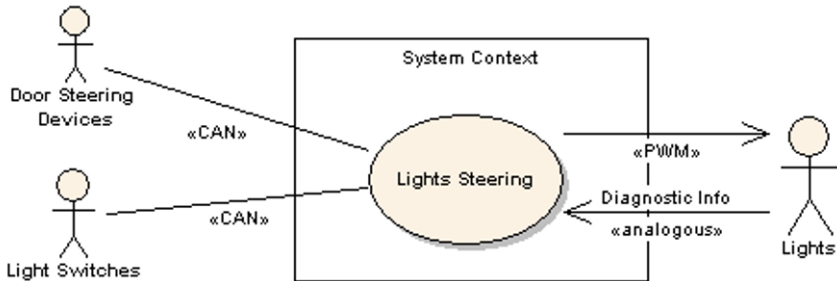 System Context
Door Steering
Devices
«CAN»
Lights Steering
«PWM»
Diagnostic Info
«analogous»
«CAN»
Light Switches
Lights